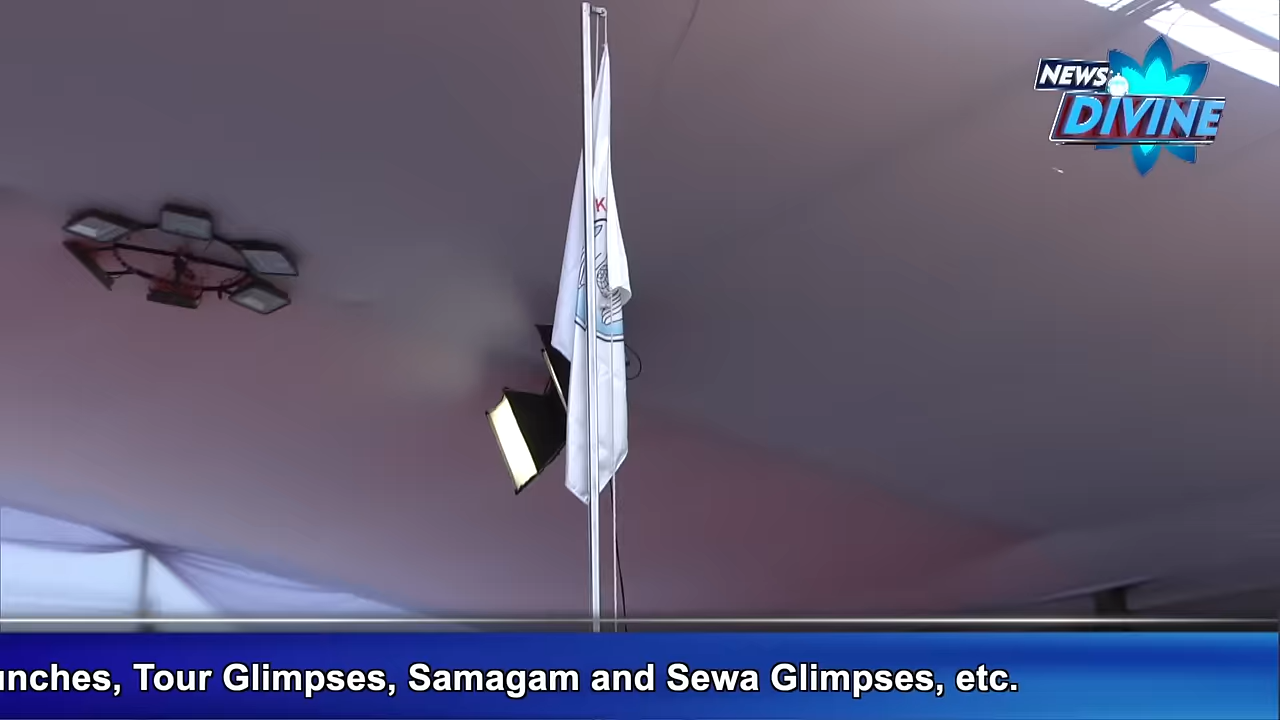 NEWS
DIVINE
K
unches, Tour Glimpses, Samagam and Sewa Glimpses, etc.